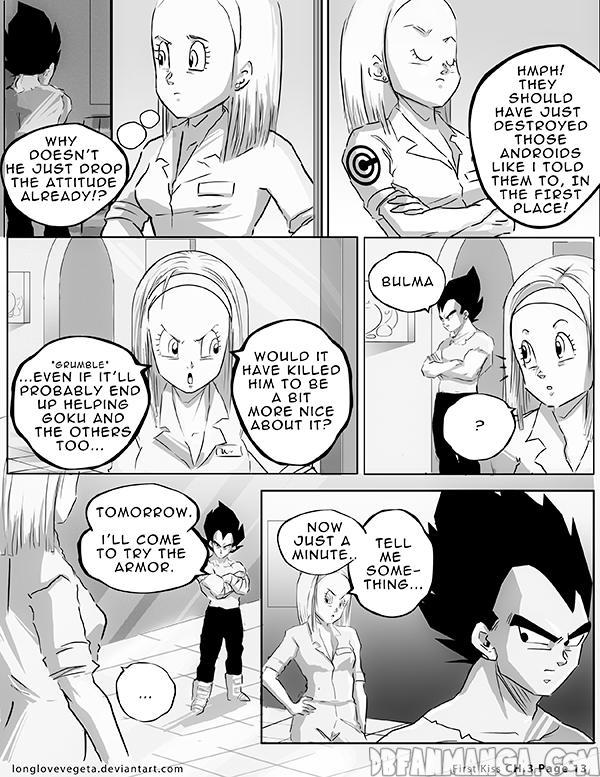 WHY
DOESN'T
HE JUST DROP
THE ATTITUDE
ALREADY!?
HMPH!
THEY
SHOULD
HAVE JUST
DESTROYED
THOSE
ANDROIDS
LIKE I TOLD
THEM TO, IN
THE FIRST
PLACE!
*GRUMBLE*
...EVEN IF IT'LL
PROBABLY END
UP HELPING
GOKU AND
THE OTHERS
TOO...
WOULD IT
HAVE KILLED
HIM TO BE
A BIT
MORE NICE
ABOUT IT?
BULMA
?
TOMORROW.
I'LL COME
TO TRY THE
ARMOR.
...
NOW
JUST A
MINUTE..
TELL
ME
SOME-
THING...
longlovevegeta.deviantart.com
First Kiss CH.3 Page 13
DBFANMANGA.COM